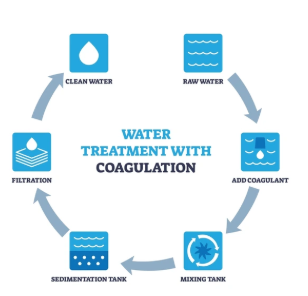 CLEAN WATER
RAW WATER
WATER
TREATMENT WITH
COAGULATION
FILTRATION
ADD COAGULANT
SEDIMENTATION TANK
MIXING TANK